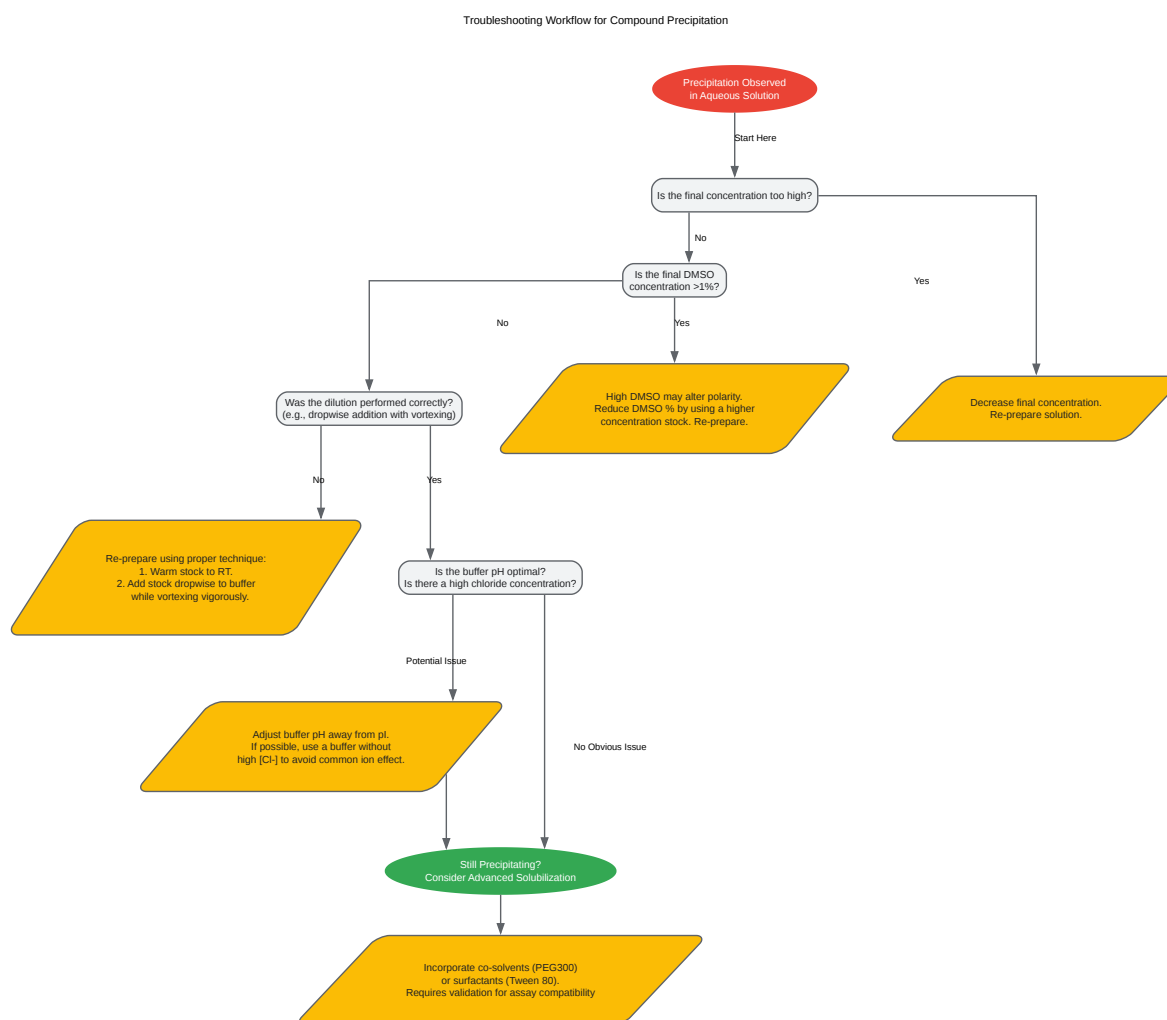 Troubleshooting Workflow for Compound Precipitation
Precipitation Observed
in Aqueous Solution
Start Here
Is the final concentration too high?
No
Yes
Is the final DMSO
concentration >1%?
No
Yes
High DMSO may alter polarity.
Reduce DMSO % by using a higher
concentration stock. Re-prepare.
Decrease final concentration.
Re-prepare solution.
Was the dilution performed correctly?
(e.g., dropwise addition with vortexing)
No
Yes
Re-prepare using proper technique:
1. Warm stock to RT.
2. Add stock dropwise to buffer
while vortexing vigorously.
Is the buffer pH optimal?
Is there a high chloride concentration?
Potential Issue
No Obvious Issue
Adjust buffer pH away from pI.
If possible, use a buffer without
high [Cl-] to avoid common ion effect.
Still Precipitating?
Consider Advanced Solubilization
Incorporate co-solvents (PEG300)
or surfactants (Tween 80).
Requires validation for assay compatibility